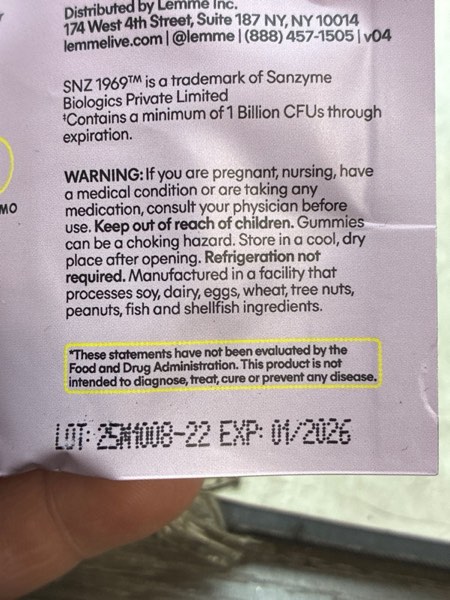 Distributed by Lemme Inc.
174 West 4th Street, Suite 187 NY, NY 10014
lemmelive.com | @lemme | (888) 457-1505 | v04
SNZ 1969™ is a trademark of Sanzyme
Biologics Private Limited
‡Contains a minimum of 1 Billion CFUs through
expiration.
WARNING: If you are pregnant, nursing, have
a medical condition or are taking any
medication, consult your physician before
use. Keep out of reach of children. Gummies
can be a choking hazard. Store in a cool, dry
place after opening. Refrigeration not
required. Manufactured in a facility that
processes soy, dairy, eggs, wheat, tree nuts,
peanuts, fish and shellfish ingredients.
*These statements have not been evaluated by the
Food and Drug Administration. This product is not
intended to diagnose, treat, cure or prevent any disease.
LOT: 25M1008-22 EXP: 01/2026
MO